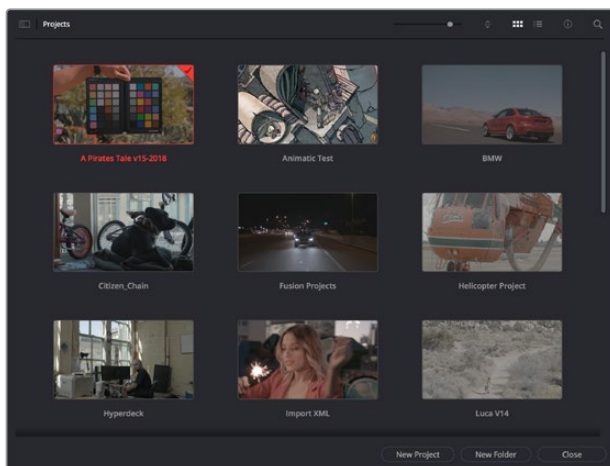 Projects
A Pirates Tale v15-2018
Animatic Test
BMW
Citizen_Chain
Fusion Projects
Helicopter Project
Hyperdeck
Import XML
Luca V14
New Project
New Folder
Close